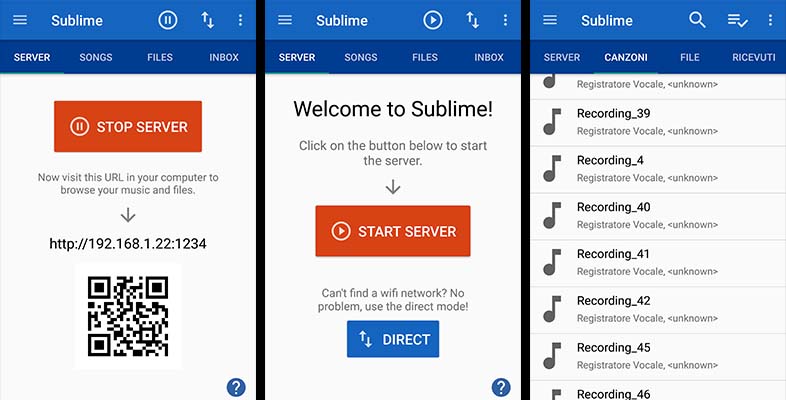 Sublime
SERVER SONGS FILES INBOX
STOP SERVER
Now visit this URL in your computer to
browse your music and files.
http://192.168.1.22:1234
?
Sublime
SERVER SONGS FILES INBOX
Welcome to Sublime!
Click on the button below to start
the server.
START SERVER
Can't find a wifi network? No
problem, use the direct mode!
DIRECT
?
Sublime
SERVER CANZONI FILE RICEVUTI
Registratore Vocale, <unknown>
Recording_39
Registratore Vocale, <unknown>
Recording_4
Registratore Vocale, <unknown>
Recording_40
Registratore Vocale, <unknown>
Recording_41
Registratore Vocale, <unknown>
Recording_42
Registratore Vocale, <unknown>
Recording_45
Registratore Vocale, <unknown>
Recording_46